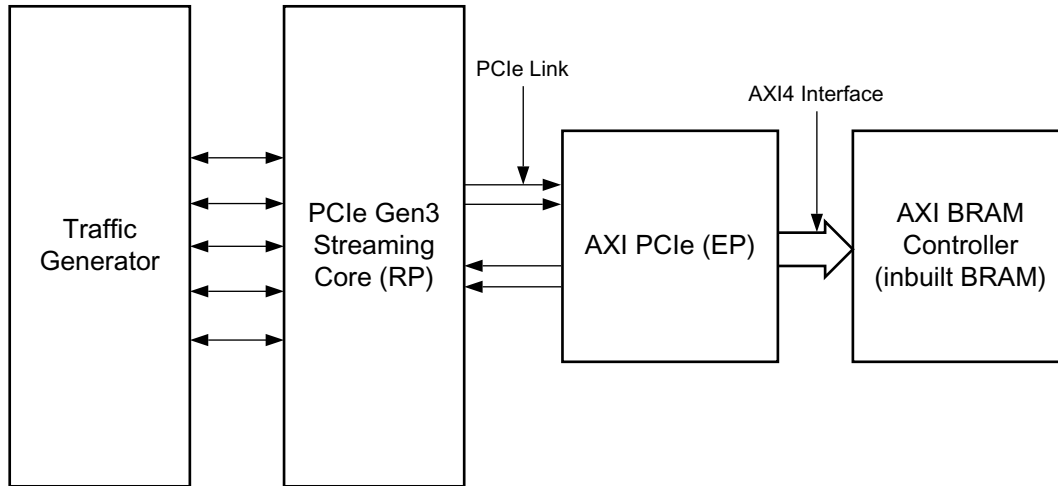 PCIe Link
AXI4 Interface
Traffic
Generator
PCIe Gen3
Streaming
Core (RP)
AXI PCIe (EP)
AXI BRAM
Controller
(inbuilt BRAM)